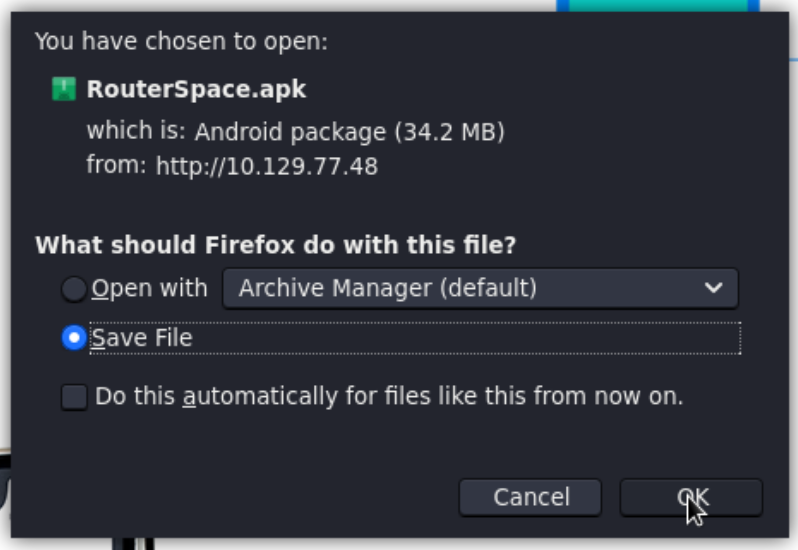 You have chosen to open:
RouterSpace.apk
which is: Android package (34.2 MB)
from: http://10.129.77.48
What should Firefox do with this file?
Open with Archive Manager (default)
Save File
Do this automatically for files like this from now on.
Cancel OK